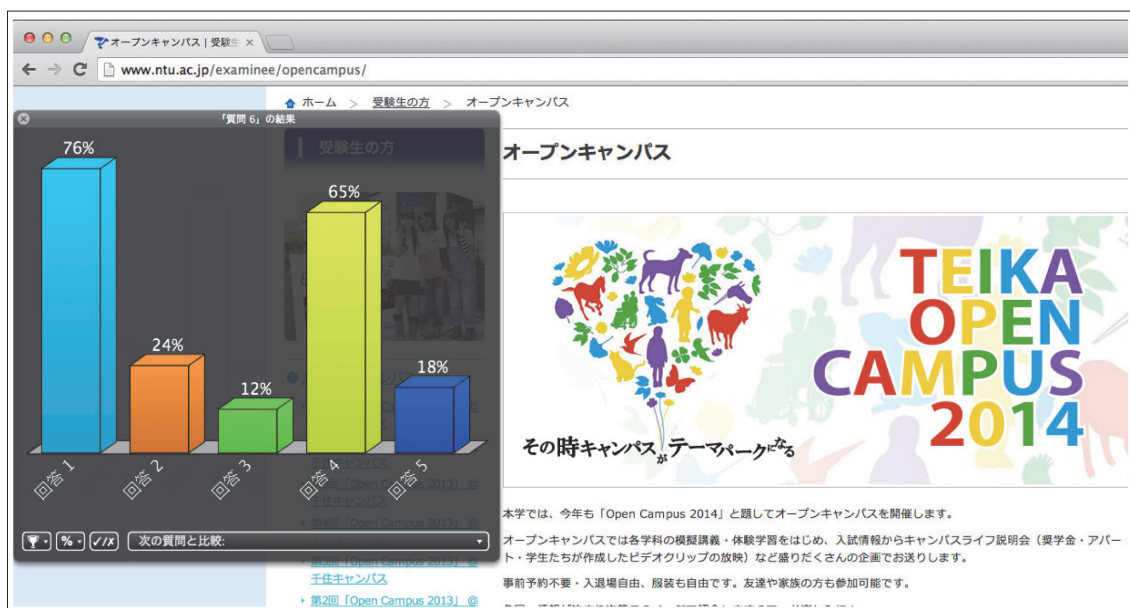 オープンキャンパス | 受験生
www.ntu.ac.jp/examinee/opencampus/
ホーム > 受験生の方 > オープンキャンパス
「質問 6」の結果
受験生の方
76%
24%
12%
65%
18%
回答 1
回答 2
回答 3
回答 4
回答 5
千住キャンパス
第4回「Open Campus 2013」@
千住キャンパス
第3回「Open Campus 2013」@
千住キャンパス
第2回「Open Campus 2013」@
%
✓/✗
次の質問と比較:
オープンキャンパス
その時キャンパスがテーマパークになる
TEIKA
OPEN
CAMPUS
2014
本学では、今年も「Open Campus 2014」と題してオープンキャンパスを開催します。
オープンキャンパスでは各学科の模擬講義・体験学習をはじめ、入試情報からキャンパスライフ説明会（奨学金・アパー
ト・学生たちが作成したビデオクリップの放映）など盛りだくさんの企画でお送りします。
事前予約不要・入退場自由、服装も自由です。友達や家族の方も参加可能です。